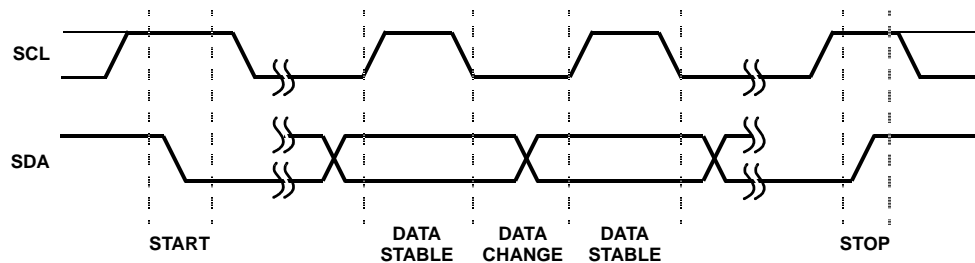 SCL
SDA
START
DATA
STABLE
DATA
CHANGE
DATA
STABLE
STOP